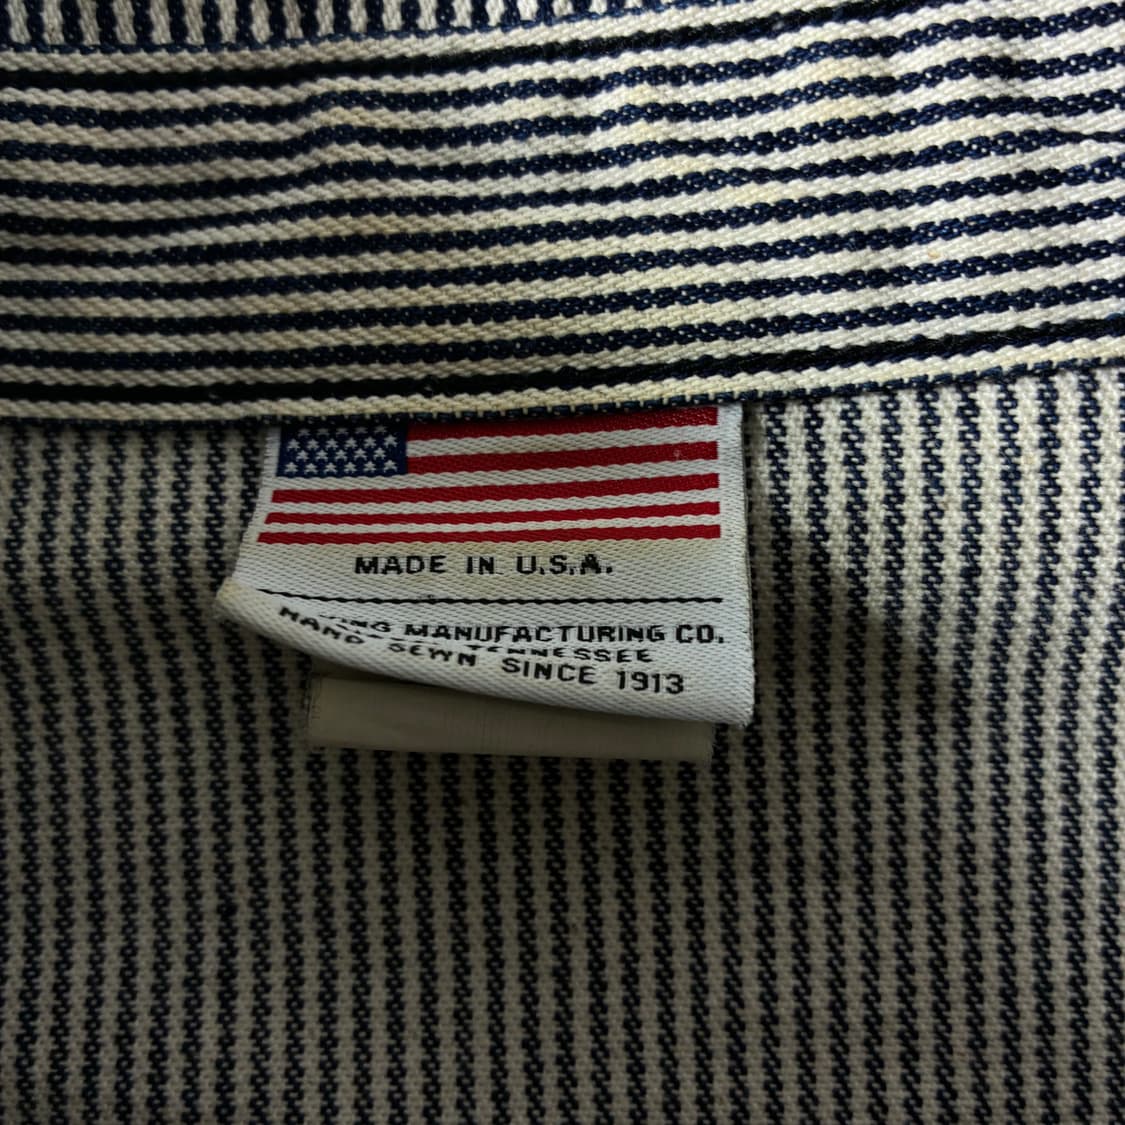 MADE IN U.S.A.
MANUFACTURING CO.
TENNESSEE
HAND SEWN SINCE 1913